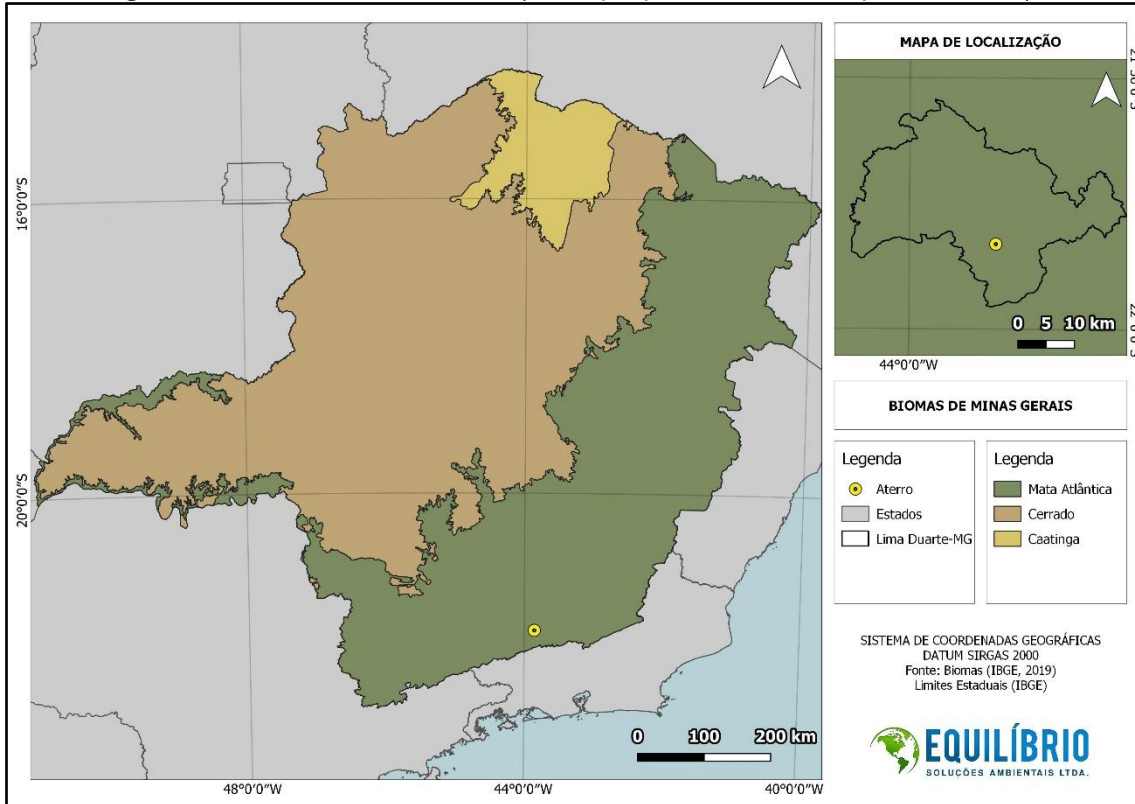 MAPA DE LOCALIZAÇÃO
0 5 10 km
44°0'0"W
BIOMAS DE MINAS GERAIS
Legenda
Aterro
Estados
Lima Duarte-MG
Legenda
Mata Atlântica
Cerrado
Caatinga
SISTEMA DE COORDENADAS GEOGRÁFICAS
DATUM SIRGAS 2000
Fonte: Biomas (IBGE, 2019)
Limites Estaduais (IBGE)
EQUILÍBRIO
SOLUÇÕES AMBIENTAIS LTDA.
16°0'0"S
20°0'0"S
0 100 200 km
48°0'0"W
44°0'0"W
40°0'0"W